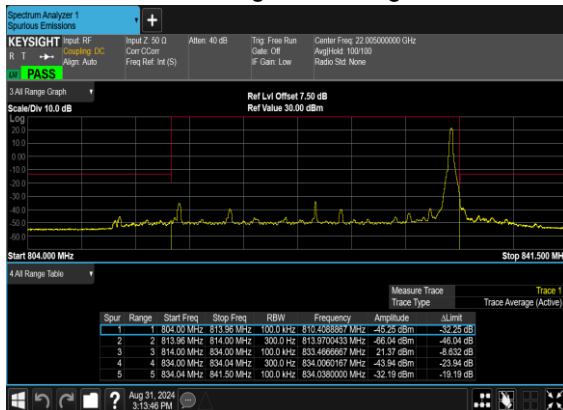 Spectrum Analyzer 1
Spurious Emissions
+
KEYSIGHT Input: RF Input Z: 50 Ω Atten: 40 dB Trig: Free Run Center Freq: 22.005000000 GHz
R T Coupling: DC Corr CCorr Gate: Off Avg|Hold: 100/100
Align: Auto Freq Ref: Int (S) IF Gain: Low Radio Std: None
PASS
3 All Range Graph
Ref Lvl Offset 7.50 dB
Scale/Div 10.0 dB Ref Value 30.00 dBm
Log
20.0
10.0
0.00
-10.0
-20.0
-30.0
-40.0
-50.0
-60.0
Start 804.000 MHz Stop 841.500 MH
4 All Range Table
Measure Trace Trace 1
Trace Type Trace Average (Active)
Spur Range Start Freq Stop Freq RBW Frequency Amplitude ΔLimit
1 1 804.00 MHz 813.96 MHz 100.0 kHz 810.4088867 MHz -45.25 dBm -32.25 dB
2 2 813.96 MHz 814.00 MHz 300.0 Hz 813.9700433 MHz -66.04 dBm -46.04 dB
3 3 814.00 MHz 834.00 MHz 100.0 kHz 833.4666667 MHz 21.37 dBm -8.632 dB
4 4 834.00 MHz 834.04 MHz 300.0 Hz 834.0060167 MHz -43.94 dBm -23.94 dB
5 5 834.04 MHz 841.50 MHz 100.0 kHz 834.0380000 MHz -32.19 dBm -19.19 dB
? Aug 31, 2024
3:13:46 PM